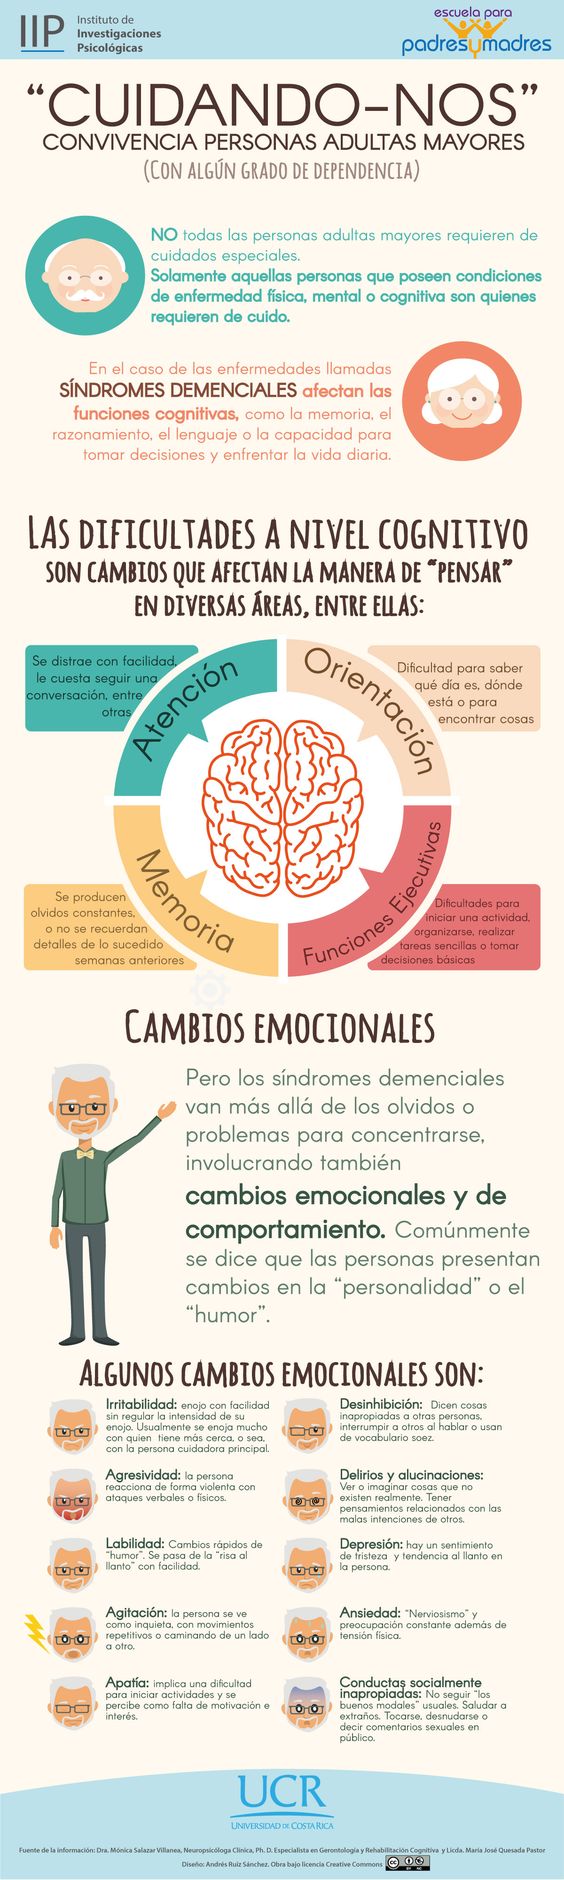 IIP
Instituto de
Investigaciones
Psicológicas
escuela para
padresymadres
“CUIDANDO-NOS”
CONVIVENCIA PERSONAS ADULTAS MAYORES
(CON ALGÚN GRADO DE DEPENDENCIA)
NO todas las personas adultas mayores requieren de
cuidados especiales.
Solamente aquellas personas que poseen condiciones
de enfermedad física, mental o cognitiva son quienes
requieren de cuido.
En el caso de las enfermedades llamadas
SÍNDROMES DEMENCIALES afectan las
funciones cognitivas, como la memoria, el
razonamiento, el lenguaje o la capacidad para
tomar decisiones y enfrentar la vida diaria.
LAS DIFICULTADES A NIVEL COGNITIVO
SON CAMBIOS QUE AFECTAN LA MANERA DE “PENSAR”
EN DIVERSAS ÁREAS, ENTRE ELLAS:
Se distrae con facilidad,
le cuesta seguir una
conversación, entre
otras
Atención
Orientación
Dificultad para saber
qué día es, dónde
está o para
encontrar cosas
Se producen
olvidos constantes,
o no se recuerdan
detalles de lo sucedido
semanas anteriores
Memoria
Funciones Ejecutivas
Dificultades para
iniciar una actividad,
organizarse, realizar
tareas sencillas o tomar
decisiones básicas
CAMBIOS EMOCIONALES
Pero los síndromes demenciales
van más allá de los olvidos o
problemas para concentrarse,
involucrando también
cambios emocionales y de
comportamiento. Comúnmente
se dice que las personas presentan
cambios en la “personalidad” o el
“humor”.
ALGUNOS CAMBIOS EMOCIONALES SON:
Irritabilidad: enojo con facilidad
sin regular la intensidad de su
enojo. Usualmente se enoja mucho
con quien tiene más cerca, o sea,
con la persona cuidadora principal.
Agresividad: la persona
reacciona de forma violenta con
ataques verbales o físicos.
Labilidad: Cambios rápidos de
“humor”. Se pasa de la “risa al
llanto” con facilidad.
Agitación: la persona se ve
como inquieta, con movimientos
repetitivos o caminando de un lado
a otro.
Apatía: implica una dificultad
para iniciar actividades y se
percibe como falta de motivación e
interés.
Desinhibición: Dicen cosas
inapropiadas a otras personas,
interrumpir a otros al hablar o usan
de vocabulario soez.
Delirios y alucinaciones:
Ver o imaginar cosas que no
existen realmente. Tener
pensamientos relacionados con las
malas intenciones de otros.
Depresión: hay un sentimiento
de tristeza y tendencia al llanto en
la persona.
Ansiedad: “Nerviosismo” y
preocupación constante además de
tensión física.
Conductas socialmente
inapropiadas: No seguir “los
buenos modales” usuales. Saludar a
extraños. Tocarse, desnudarse o
decir comentarios sexuales en
público.
UCR
UNIVERSIDAD DE COSTA RICA
Fuente de la información: Dra. Mónica Salazar Villanea, Neuropsicóloga Clínica, Ph. D. Especialista en Gerontología y Rehabilitación Cognitiva y Licda. María José Quesada Pastor
Diseño: Andrés Ruiz Sánchez. Obra bajo licencia Creative Commons